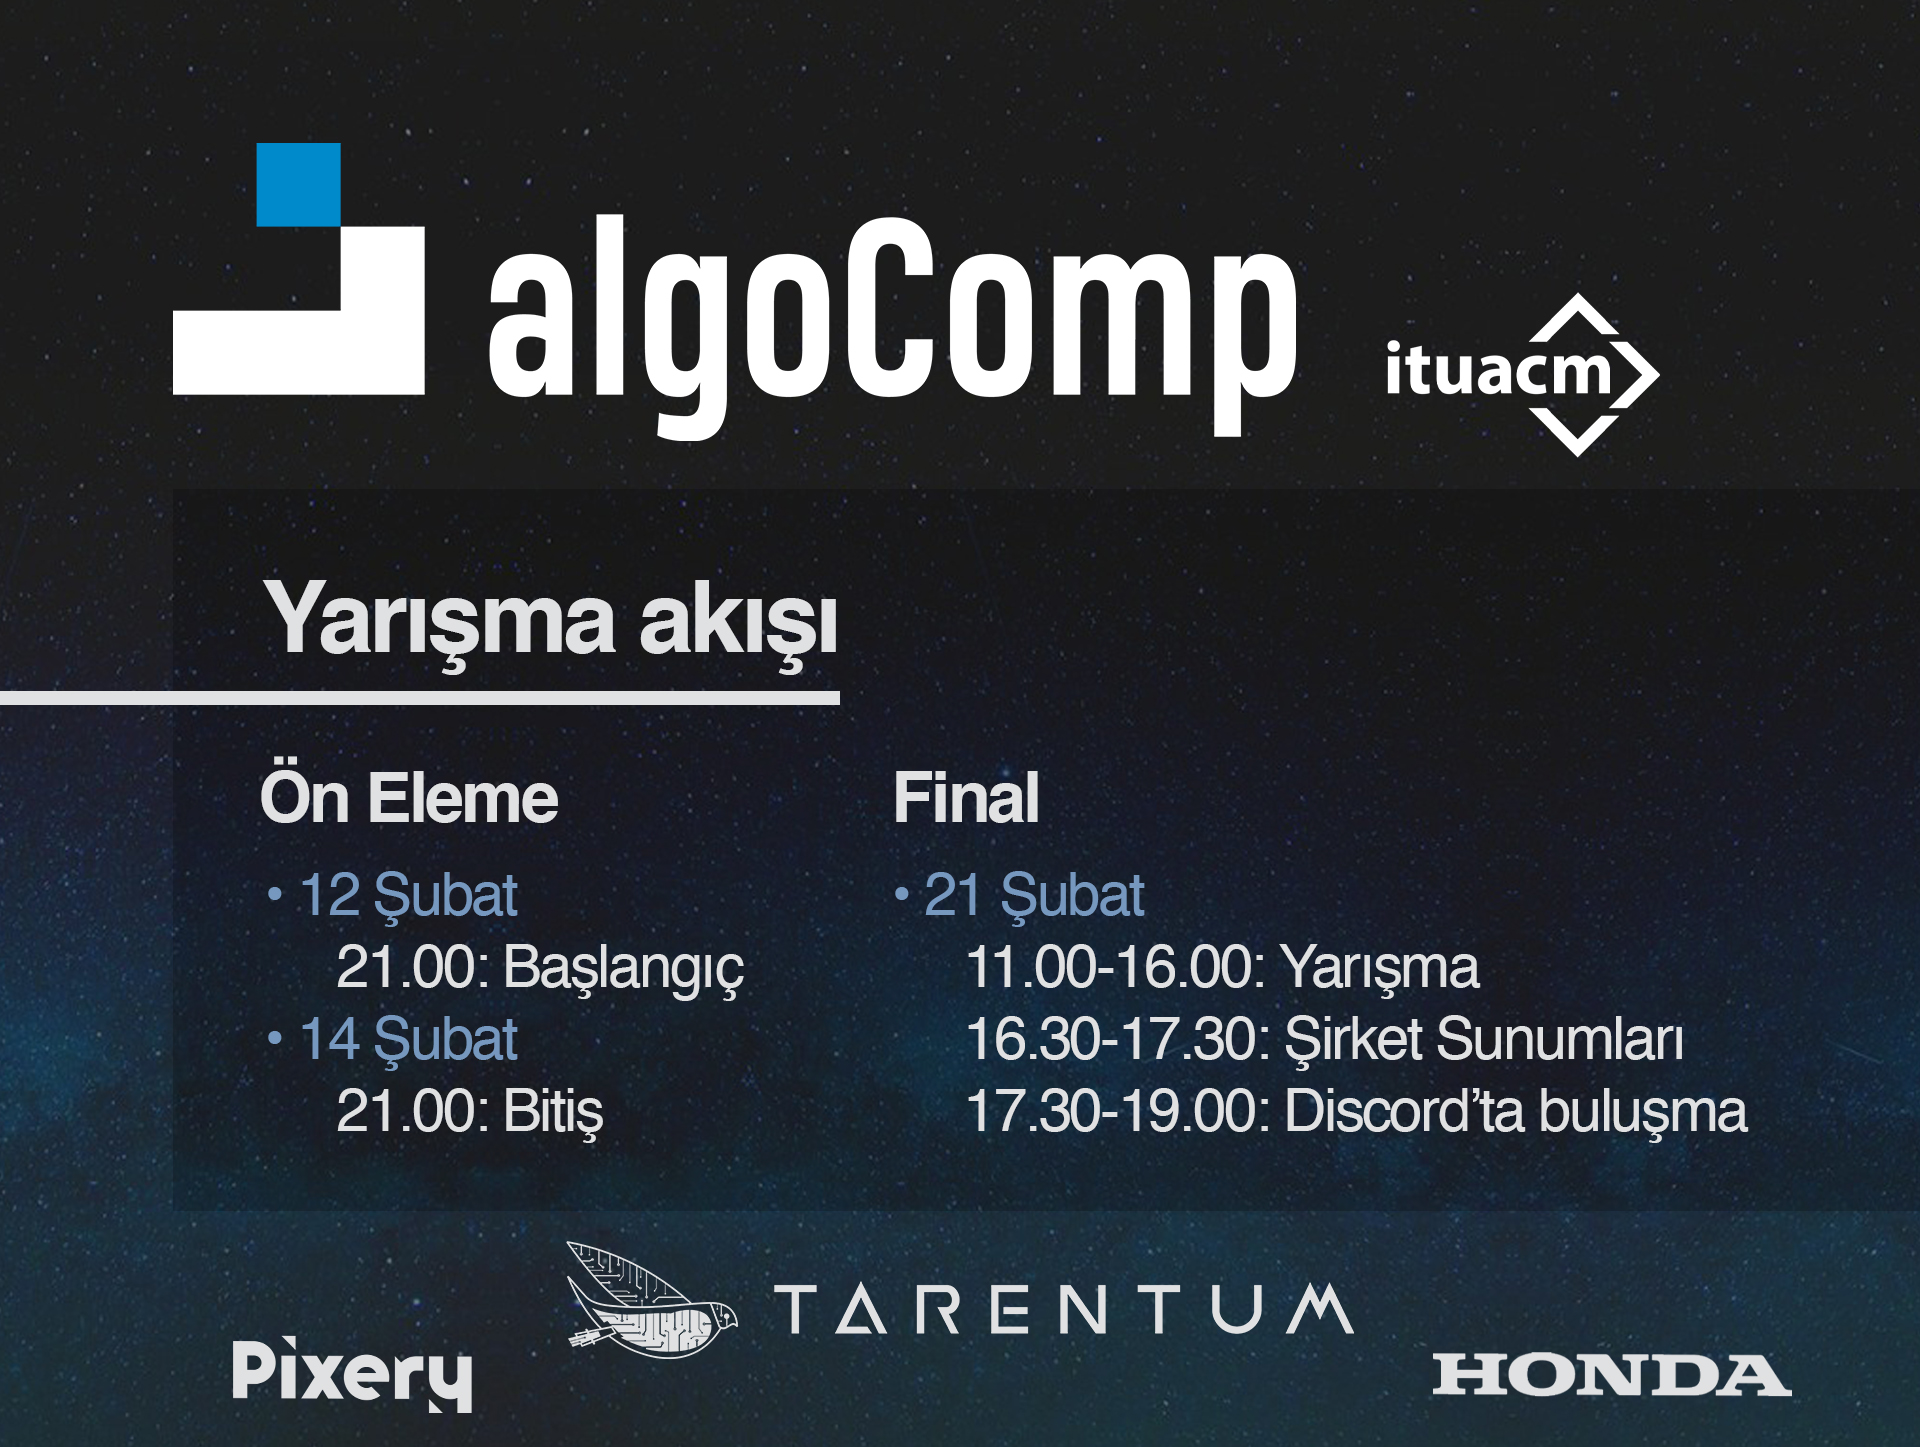 algoComp
ituacm
Yarışma akışı
Ön Eleme
• 12 Şubat
21.00: Başlangıç
• 14 Şubat
21.00: Bitiş
Final
• 21 Şubat
11.00-16.00: Yarışma
16.30-17.30: Şirket Sunumları
17.30-19.00: Discord’ta buluşma
Pixery
TARENTUM
HONDA